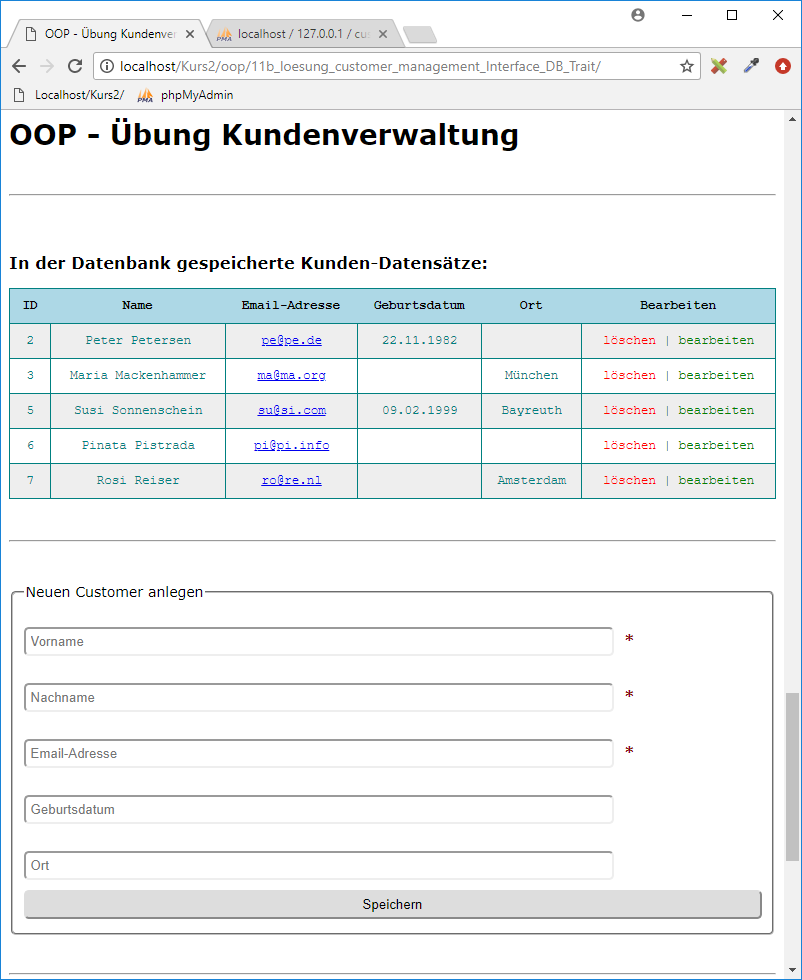 OOP - Übung Kundenver
localhost / 127.0.0.1 / cu
localhost/Kurs2/oop/11b_loesung_customer_management_Interface_DB_Trait/
Localhost/Kurs2/ phpMyAdmin
OOP - Übung Kundenverwaltung
In der Datenbank gespeicherte Kunden-Datensätze:
ID Name Email-Adresse Geburtsdatum Ort Bearbeiten
2 Peter Petersen pe@pe.de 22.11.1982 löschen | bearbeiten
3 Maria Mackenhammer ma@ma.org München löschen | bearbeiten
5 Susi Sonnenschein su@si.com 09.02.1999 Bayreuth löschen | bearbeiten
6 Pinata Pistrada pi@pi.info löschen | bearbeiten
7 Rosi Reiser ro@re.nl Amsterdam löschen | bearbeiten
Neuen Customer anlegen
Vorname *
Nachname *
Email-Adresse *
Geburtsdatum
Ort
Speichern